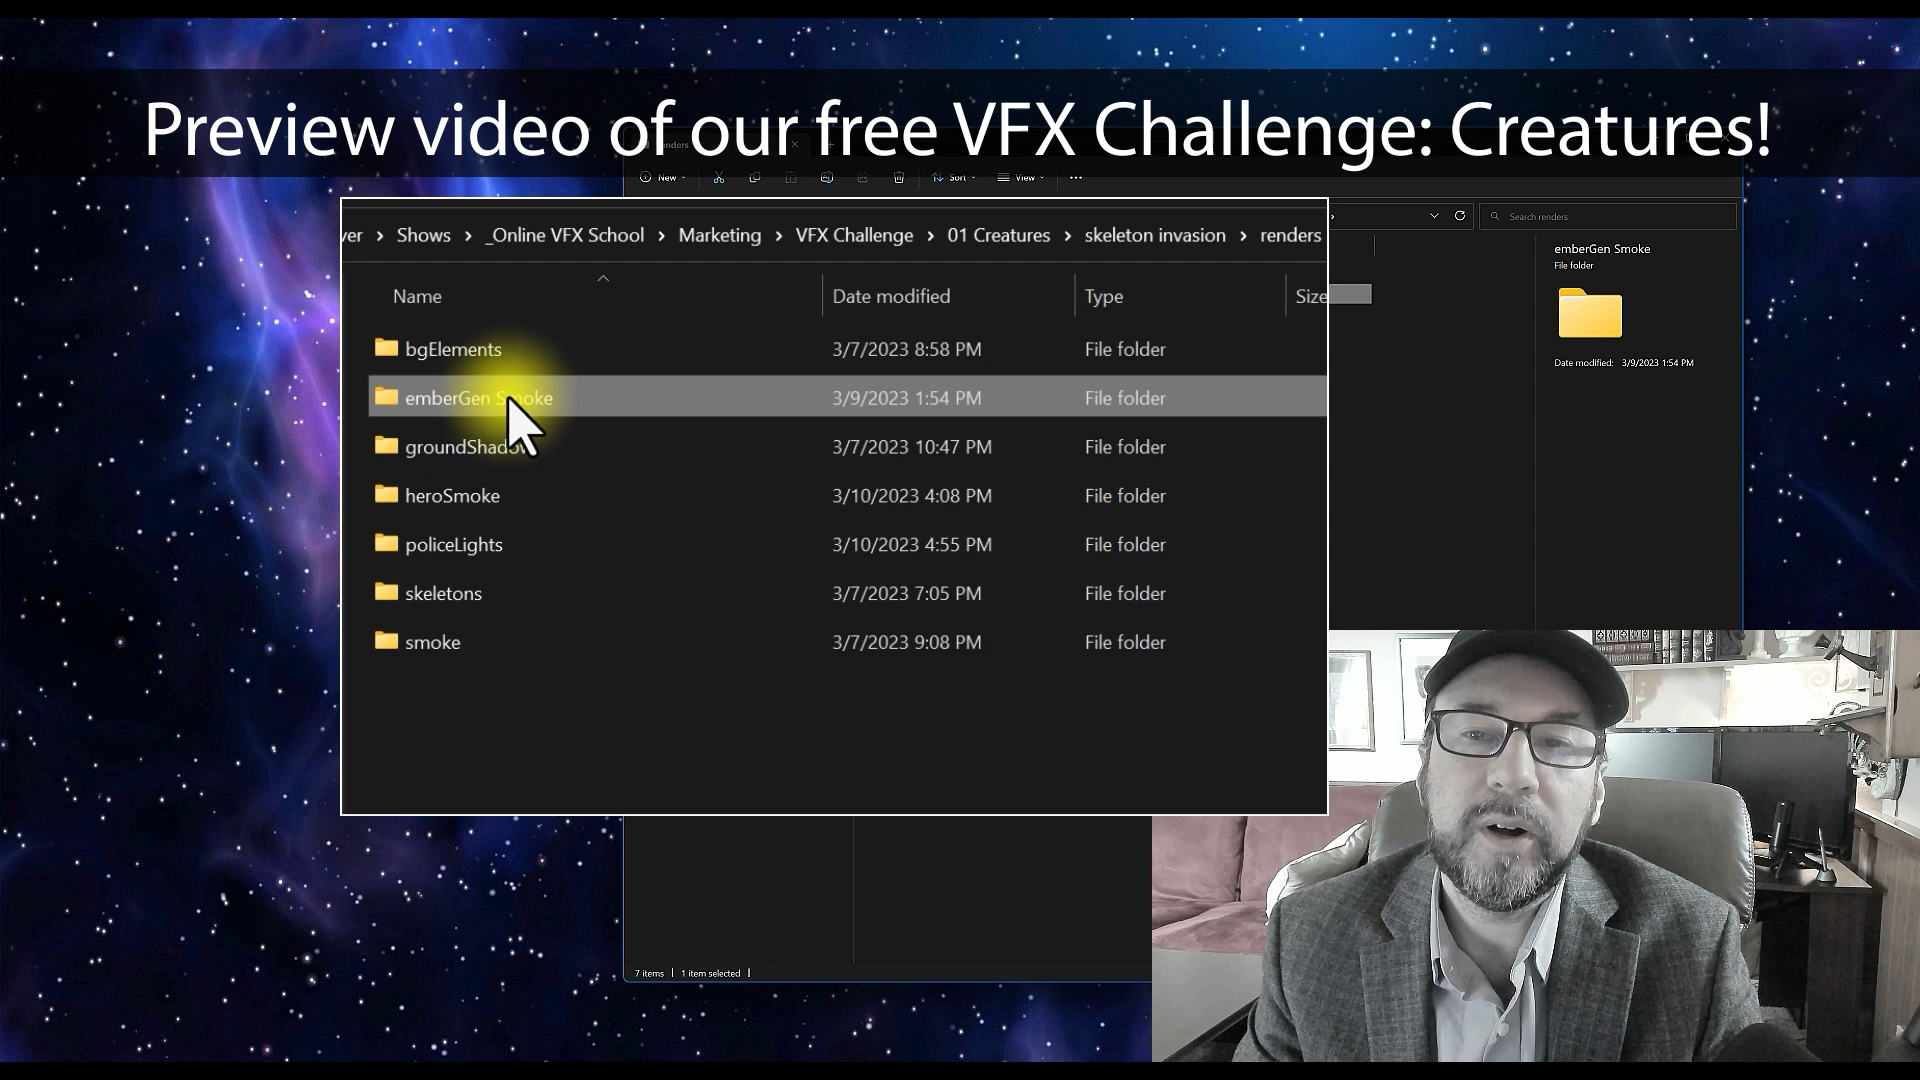 Preview video of our free VFX Challenge: Creatures!
New Sort View
ver > Shows > _Online VFX School > Marketing > VFX Challenge > 01 Creatures > skeleton invasion > renders
Search renders
Name Date modified Type Size
bgElements 3/7/2023 8:58 PM File folder
emberGen Smoke 3/9/2023 1:54 PM File folder
groundShadow 3/7/2023 10:47 PM File folder
heroSmoke 3/10/2023 4:08 PM File folder
policeLights 3/10/2023 4:55 PM File folder
skeletons 3/7/2023 7:05 PM File folder
smoke 3/7/2023 9:08 PM File folder
emberGen Smoke
File folder
Date modified: 3/9/2023 1:54 PM
7 items | 1 item selected |